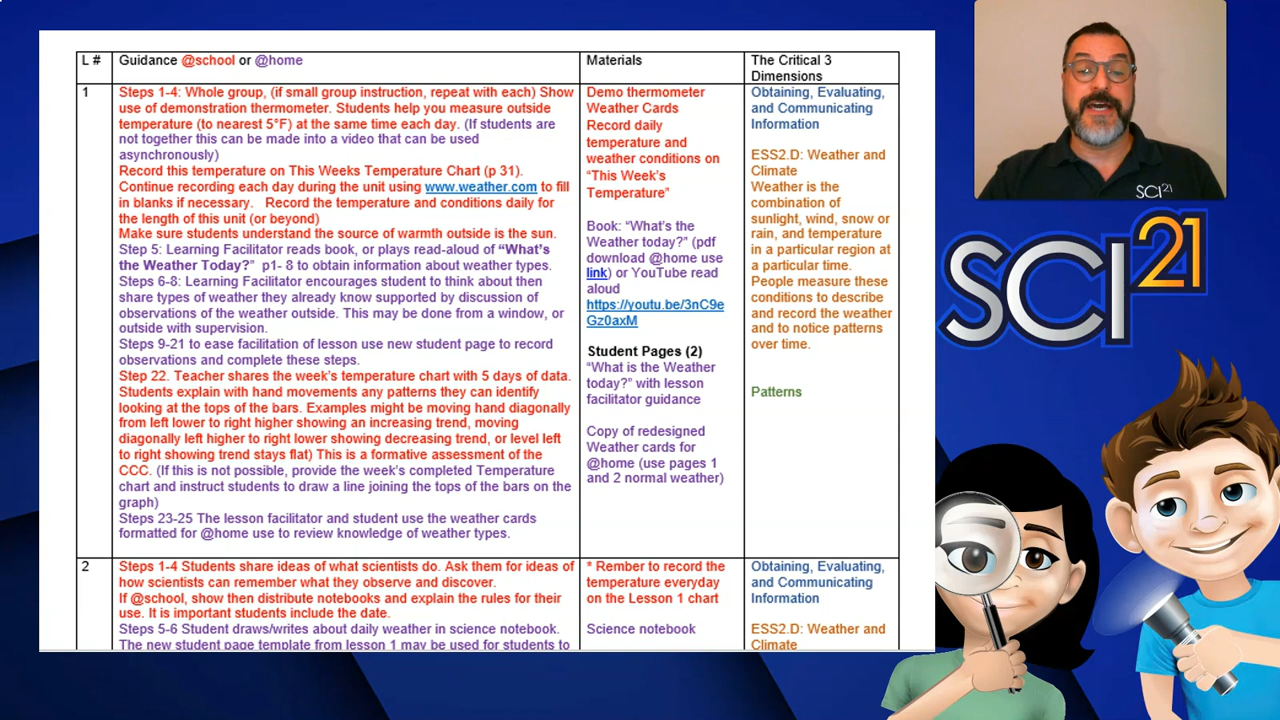 L #
Guidance @school or @home
Materials
The Critical 3
Dimensions
1
Steps 1-4: Whole group, (if small group instruction, repeat with each) Show
use of demonstration thermometer. Students help you measure outside
temperature (to nearest 5°F) at the same time each day. (If students are
not together this can be made into a video that can be used
asynchronously)
Record this temperature on This Weeks Temperature Chart (p 31).
Continue recording each day during the unit using www.weather.com to fill
in blanks if necessary. Record the temperature and conditions daily for
the length of this unit (or beyond)
Make sure students understand the source of warmth outside is the sun.
Step 5: Learning Facilitator reads book, or plays read-aloud of "What's
the Weather Today?" p1- 8 to obtain information about weather types.
Steps 6-8: Learning Facilitator encourages student to think about then
share types of weather they already know supported by discussion of
observations of the weather outside. This may be done from a window, or
outside with supervision.
Steps 9-21 to ease facilitation of lesson use new student page to record
observations and complete these steps.
Step 22. Teacher shares the week's temperature chart with 5 days of data.
Students explain with hand movements any patterns they can identify
looking at the tops of the bars. Examples might be moving hand diagonally
from left lower to right higher showing an increasing trend, moving
diagonally left higher to right lower showing decreasing trend, or level left
to right showing trend stays flat) This is a formative assessment of the
CCC. (If this is not possible, provide the week's completed Temperature
chart and instruct students to draw a line joining the tops of the bars on the
graph)
Steps 23-25 The lesson facilitator and student use the weather cards
formatted for @home use to review knowledge of weather types.
Demo thermometer
Weather Cards
Record daily
temperature and
weather conditions on
"This Week's
Temperature"
Book: "What's the
Weather today?" (pdf
download @home use
link) or YouTube read
aloud
https://youtu.be/3nC9e
Gz0axM
Student Pages (2)
"What is the Weather
today?" with lesson
facilitator guidance
Copy of redesigned
Weather cards for
@home (use pages 1
and 2 normal weather)
Obtaining, Evaluating,
and Communicating
Information
ESS2.D: Weather and
Climate
Weather is the
combination of
sunlight, wind, snow or
rain, and temperature
in a particular region at
a particular time.
People measure these
conditions to describe
and record the weather
and to notice patterns
over time.
Patterns
2
Steps 1-4 Students share ideas of what scientists do. Ask them for ideas of
how scientists can remember what they observe and discover.
If @school, show then distribute notebooks and explain the rules for their
use. It is important students include the date.
Steps 5-6 Student draws/writes about daily weather in science notebook.
The new student page template from lesson 1 may be used for students to
* Rember to record the
temperature everyday
on the Lesson 1 chart
Science notebook
Obtaining, Evaluating,
and Communicating
Information
ESS2.D: Weather and
Climate
SCI21
SCI21